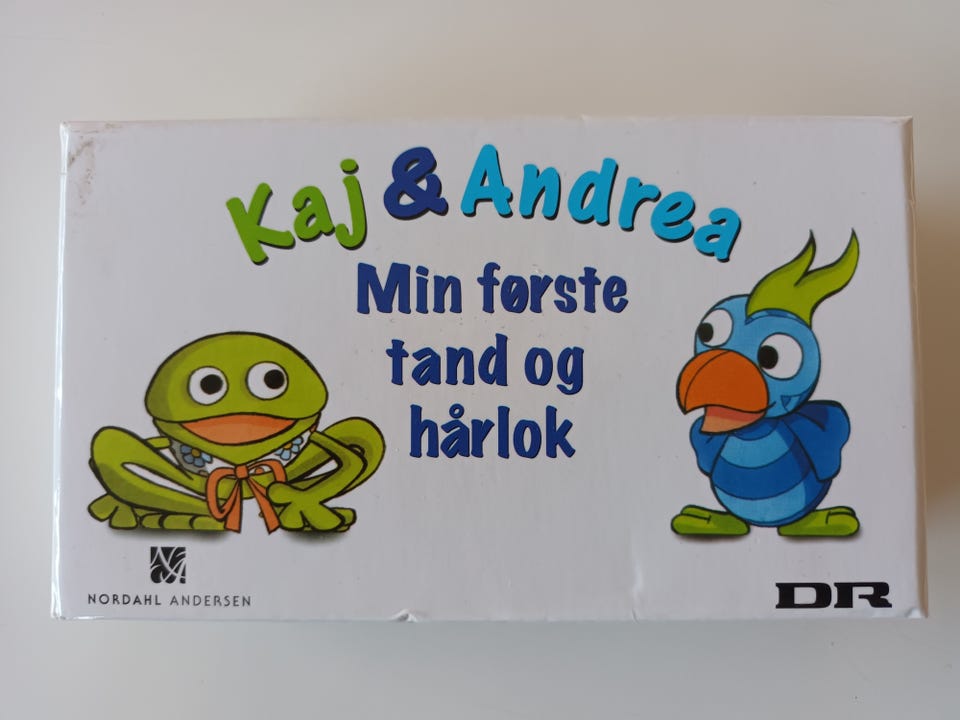 Kaj & Andrea
Min første
tand og
hårlok
NORDAHL ANDERSEN
DR